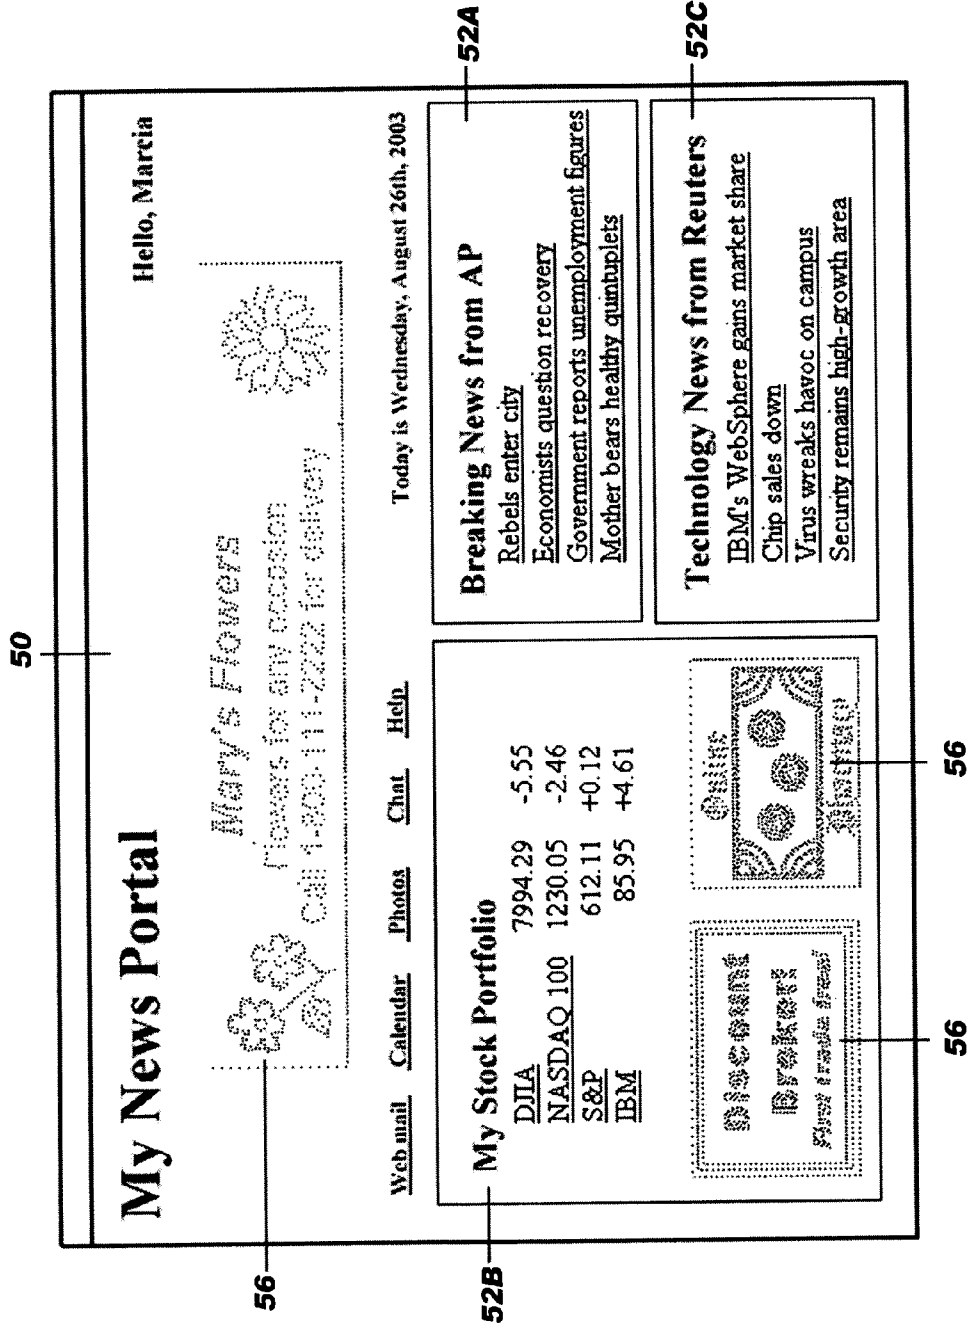 50
My News Portal
Hello, Marcia
56
Mary's Flowers
Flowers for any occasion
Call 1-800-111-2222 for delivery
Web mail Calendar Photos Chat Help
Today is Wednesday, August 26th, 2003
52B
My Stock Portfolio
DJIA 7994.29 -5.55
NASDAQ 100 1230.05 -2.46
S&P 612.11 +0.12
IBM 85.95 +4.61
Discount
Broker!
First trade free!
56
Online
56
Breaking News from AP
52A
Rebels enter city
Economists question recovery
Government reports unemployment figures
Mother bears healthy quintuplets
Technology News from Reuters
52C
IBM's WebSphere gains market share
Chip sales down
Virus wreaks havoc on campus
Security remains high-growth area